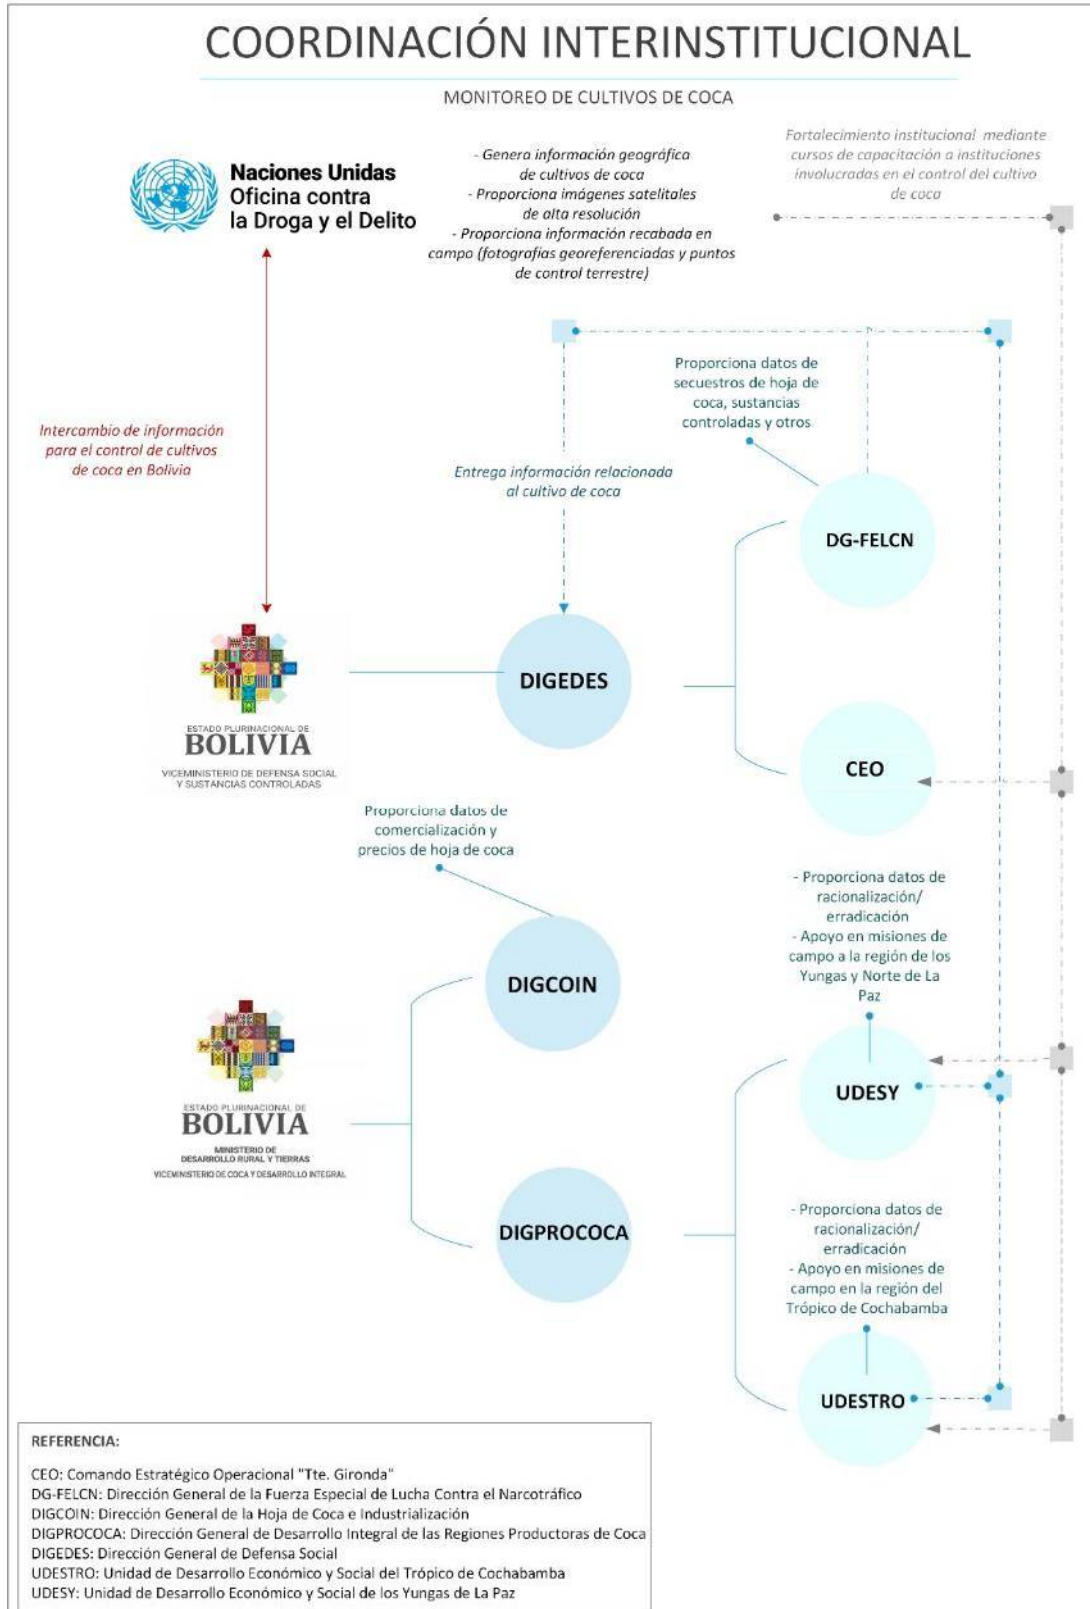 COORDINACIÓN INTERINSTITUCIONAL
MONITOREO DE CULTIVOS DE COCA
Naciones Unidas
Oficina contra
la Droga y el Delito
- Genera información geográfica
de cultivos de coca
- Proporciona imágenes satelitales
de alta resolución
- Proporciona información recabada en
campo (fotografías georeferenciadas y puntos
de control terrestre)
Fortalecimiento institucional mediante
cursos de capacitación a instituciones
involucradas en el control del cultivo
de coca
Intercambio de información
para el control de cultivos
de coca en Bolivia
Proporciona datos de
secuestros de hoja de
coca, sustancias
controladas y otros
Entrega información relacionada
al cultivo de coca
DG-FELCN
DIGEDES
ESTADO PLURINACIONAL DE
BOLIVIA
VICEMINISTERIO DE DEFENSA SOCIAL
Y SUSTANCIAS CONTROLADAS
CEO
Proporciona datos de
comercialización y
precios de hoja de coca
- Proporciona datos de
racionalización/
erradicación
- Apoyo en misiones de
campo a la región de los
Yungas y Norte de La
Paz
DIGCOIN
ESTADO PLURINACIONAL DE
BOLIVIA
MINISTERIO DE
DESARROLLO RURAL Y TIERRAS
VICEMINISTERIO DE COCA Y DESARROLLO INTEGRAL
UDESY
DIGPROCOCA
- Proporciona datos de
racionalización/
erradicación
- Apoyo en misiones de
campo en la región del
Trópico de Cochabamba
UDESTRO
REFERENCIA:
CEO: Comando Estratégico Operacional "Tte. Gironda"
DG-FELCN: Dirección General de la Fuerza Especial de Lucha Contra el Narcotráfico
DIGCOIN: Dirección General de la Hoja de Coca e Industrialización
DIGPROCOCA: Dirección General de Desarrollo Integral de las Regiones Productoras de Coca
DIGEDES: Dirección General de Defensa Social
UDESTRO: Unidad de Desarrollo Económico y Social del Trópico de Cochabamba
UDESY: Unidad de Desarrollo Económico y Social de los Yungas de La Paz